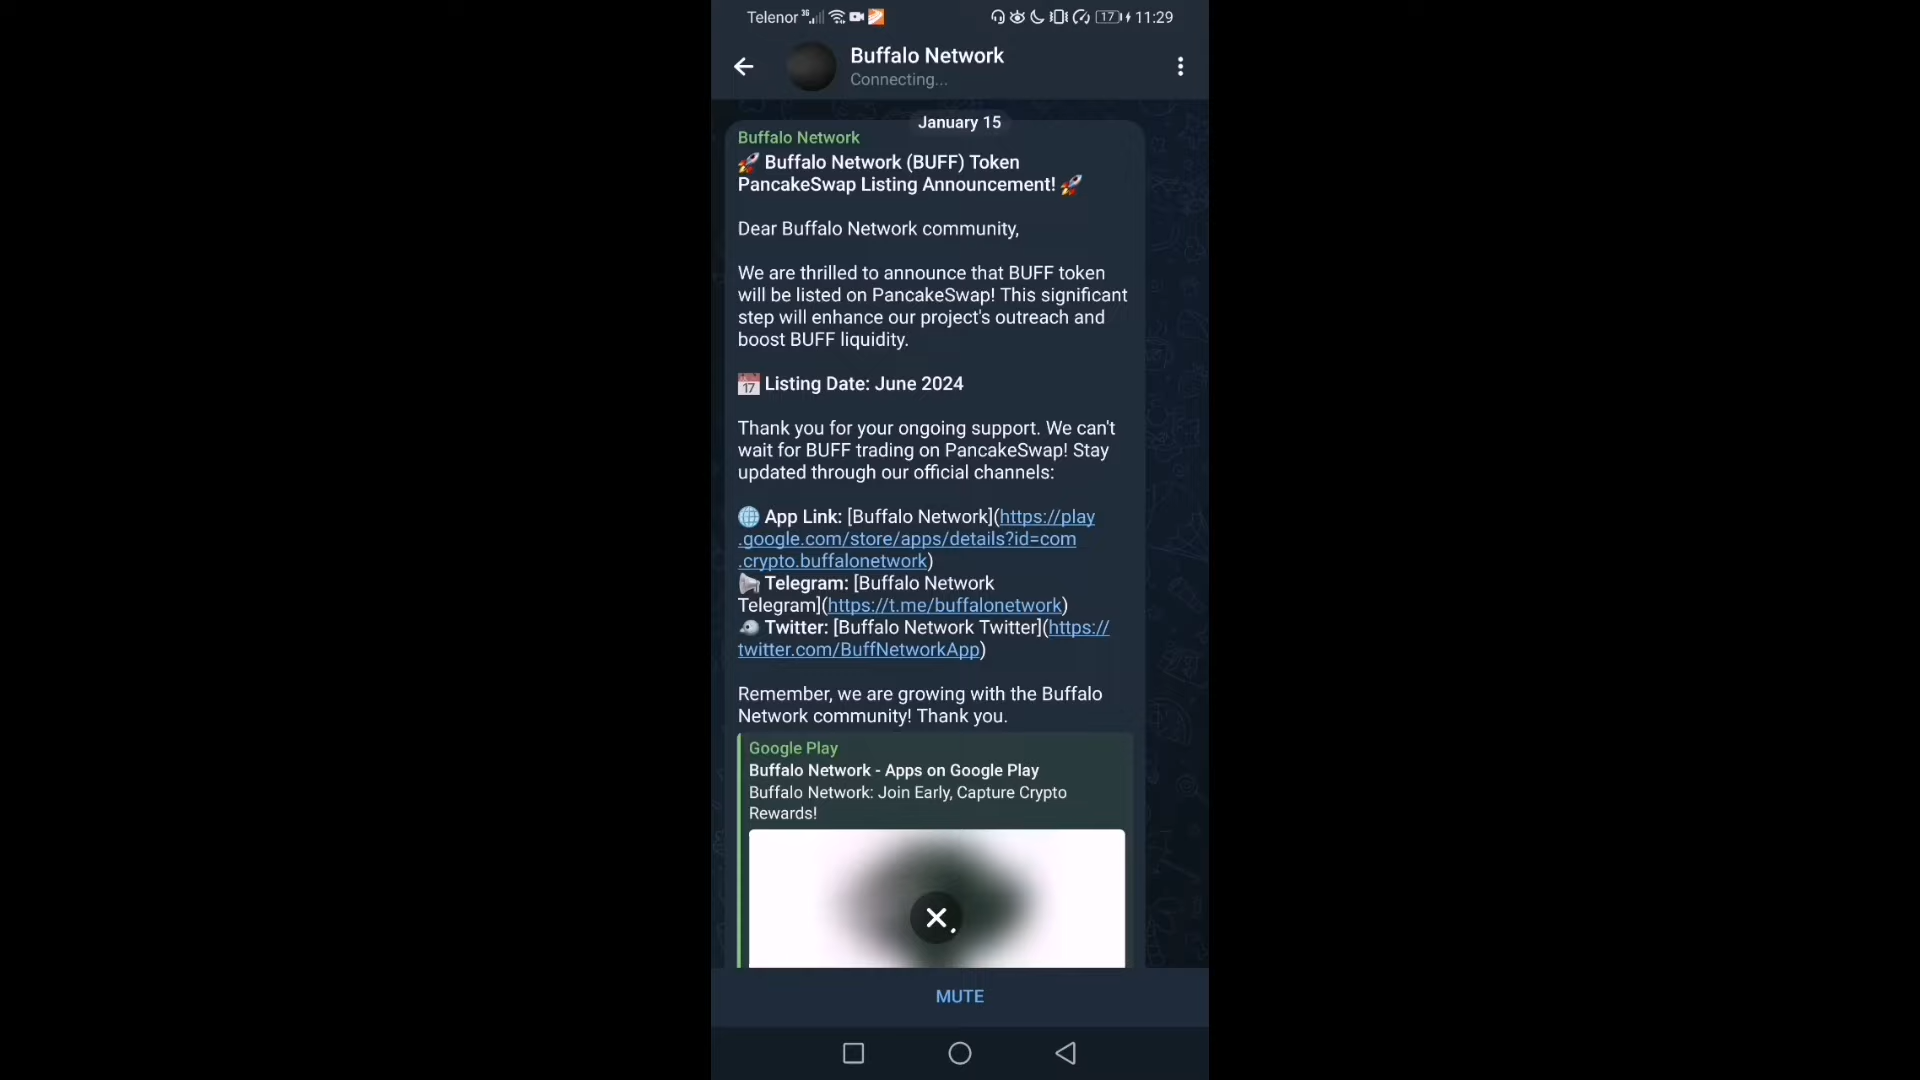 Telenor 3G 17 11:29
Buffalo Network
Connecting...
January 15
Buffalo Network
🚀 Buffalo Network (BUFF) Token
PancakeSwap Listing Announcement! 🚀
Dear Buffalo Network community,
We are thrilled to announce that BUFF token
will be listed on PancakeSwap! This significant
step will enhance our project's outreach and
boost BUFF liquidity.
📅 Listing Date: June 2024
Thank you for your ongoing support. We can't
wait for BUFF trading on PancakeSwap! Stay
updated through our official channels:
🌐 App Link: [Buffalo Network](https://play
.google.com/store/apps/details?id=com
.crypto.buffalonetwork)
📢 Telegram: [Buffalo Network
Telegram](https://t.me/buffalonetwork)
🐦 Twitter: [Buffalo Network Twitter](https://
twitter.com/BuffNetworkApp)
Remember, we are growing with the Buffalo
Network community! Thank you.
Google Play
Buffalo Network - Apps on Google Play
Buffalo Network: Join Early, Capture Crypto
Rewards!
MUTE